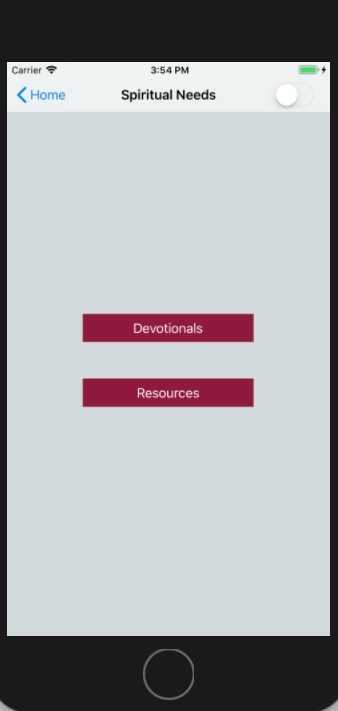 Carrier 3:54 PM
Home Spiritual Needs
Devotionals
Resources